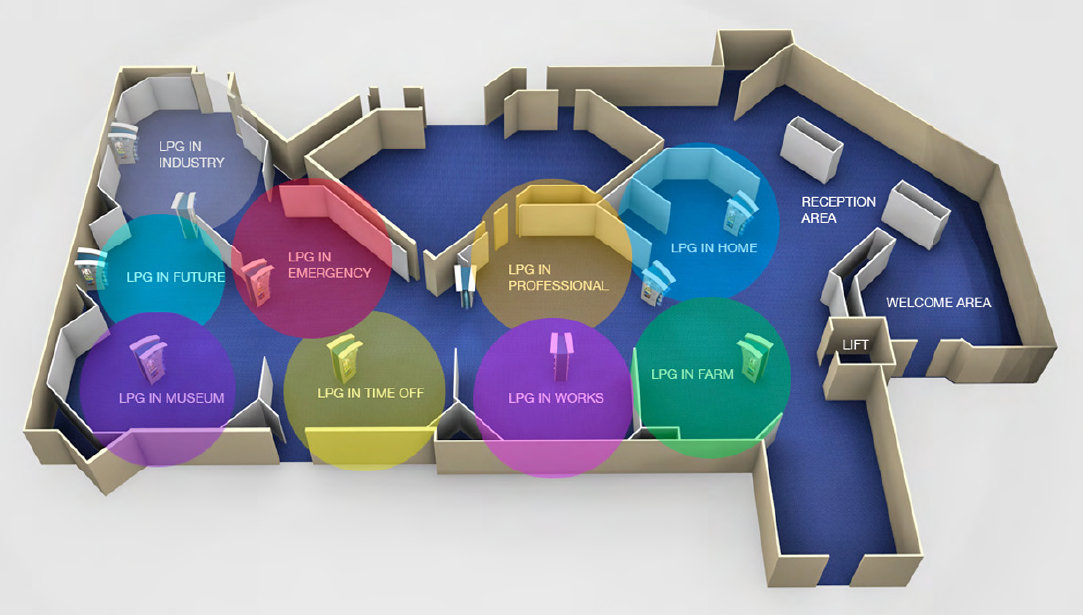 LPG IN
INDUSTRY
LPG IN FUTURE
LPG IN
EMERGENCY
LPG IN
PROFESSIONAL
LPG IN HOME
RECEPTION
AREA
WELCOME AREA
LIFT
LPG IN MUSEUM
LPG IN TIME OFF
LPG IN WORKS
LPG IN FARM